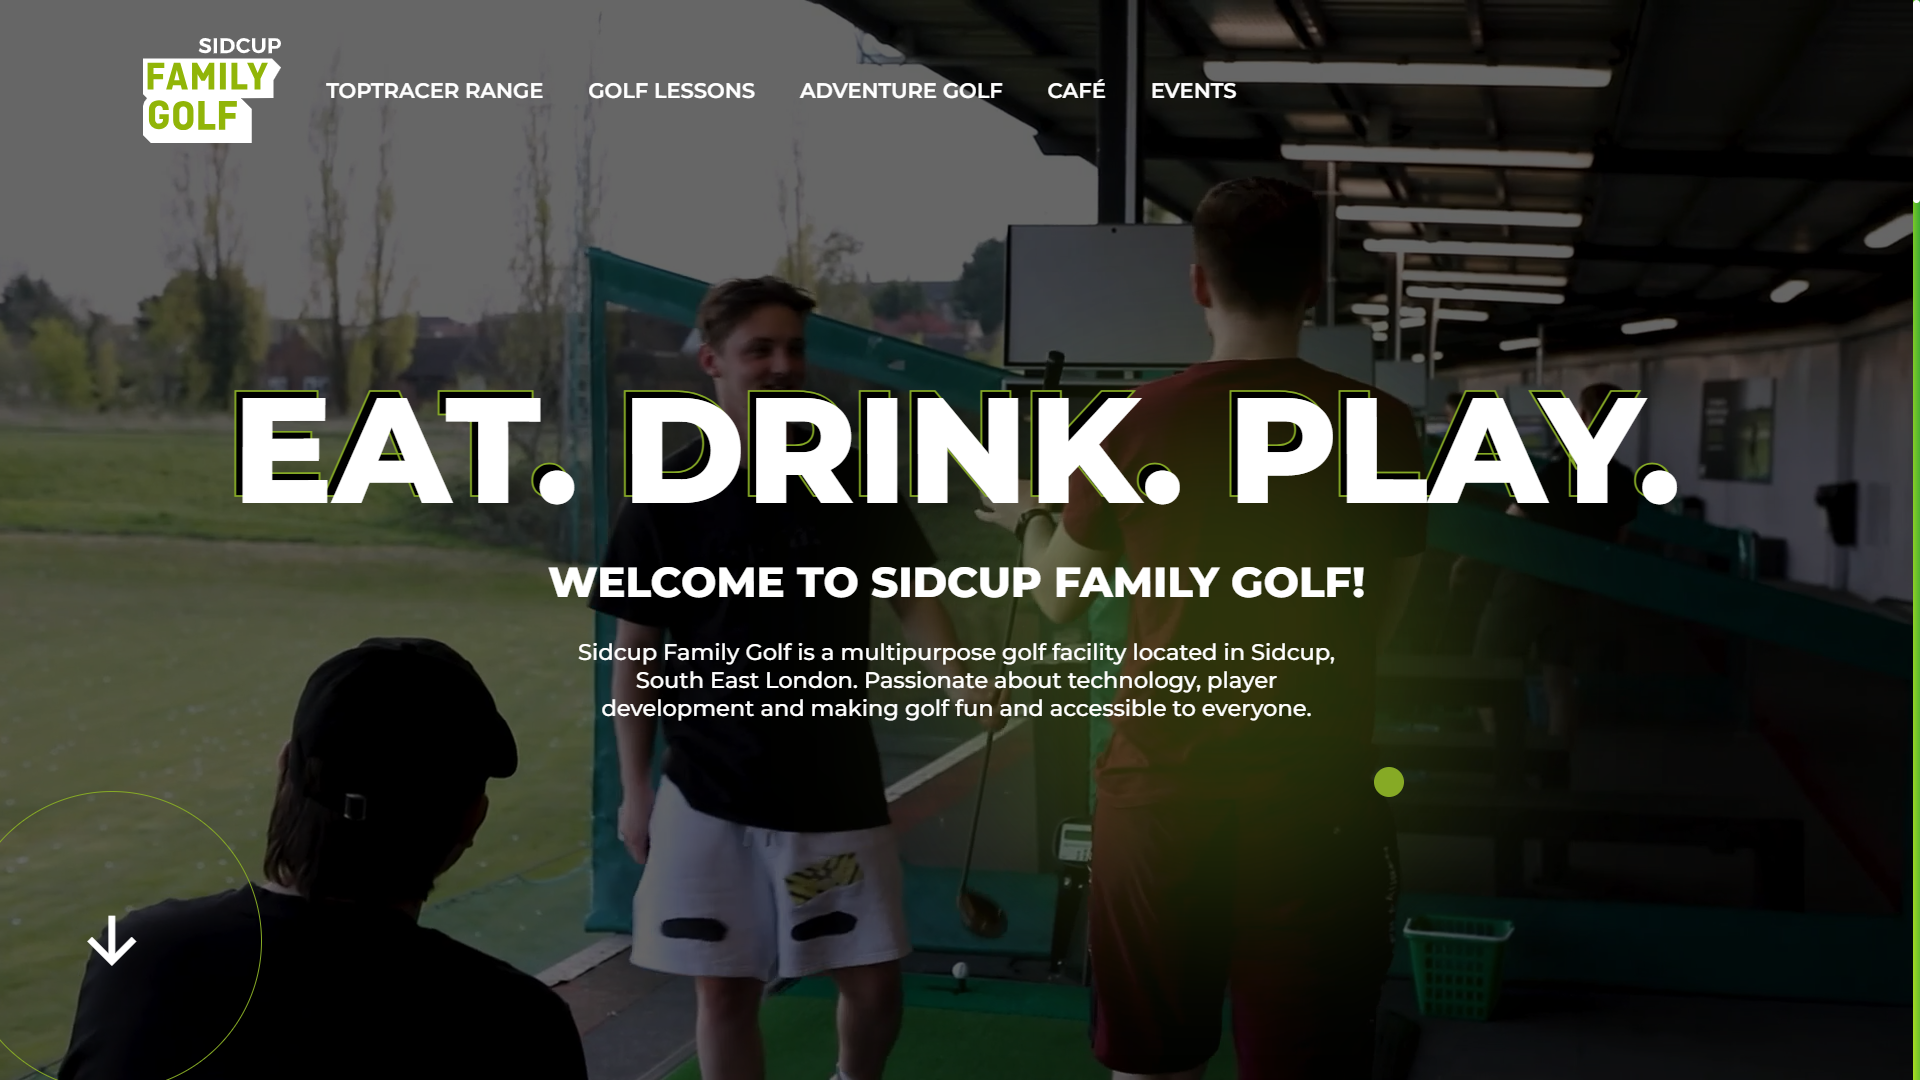 SIDCUP
FAMILY
GOLF
TOPTRACER RANGE
GOLF LESSONS
ADVENTURE GOLF
CAFÉ
EVENTS
EAT. DRINK. PLAY.
WELCOME TO SIDCUP FAMILY GOLF!
Sidcup Family Golf is a multipurpose golf facility located in Sidcup,
South East London. Passionate about technology, player
development and making golf fun and accessible to everyone.